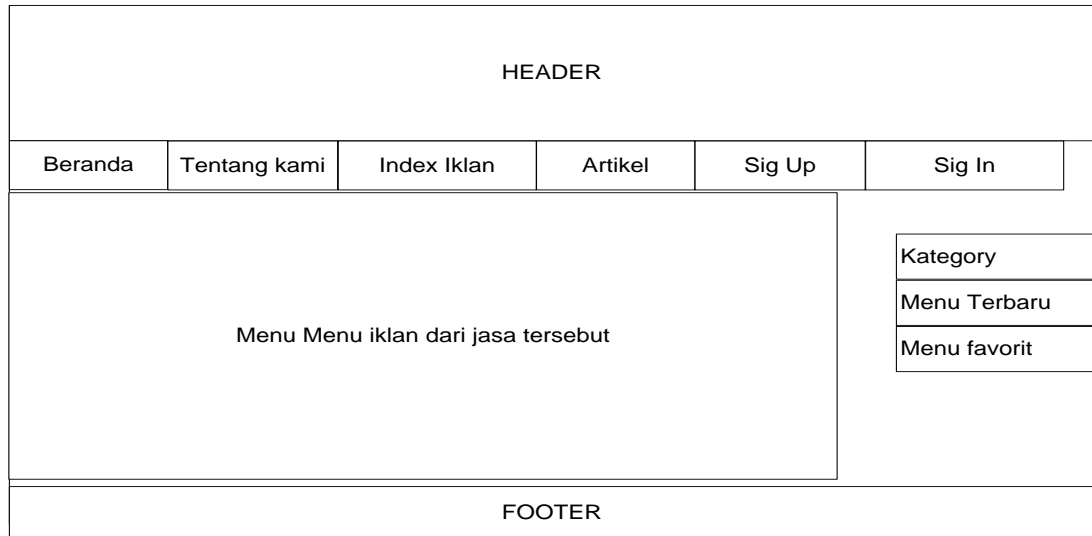 HEADER
Beranda
Tentang kami
Index Iklan
Artikel
Sig Up
Sig In
Kategory
Menu Terbaru
Menu favorit
Menu Menu iklan dari jasa tersebut
FOOTER